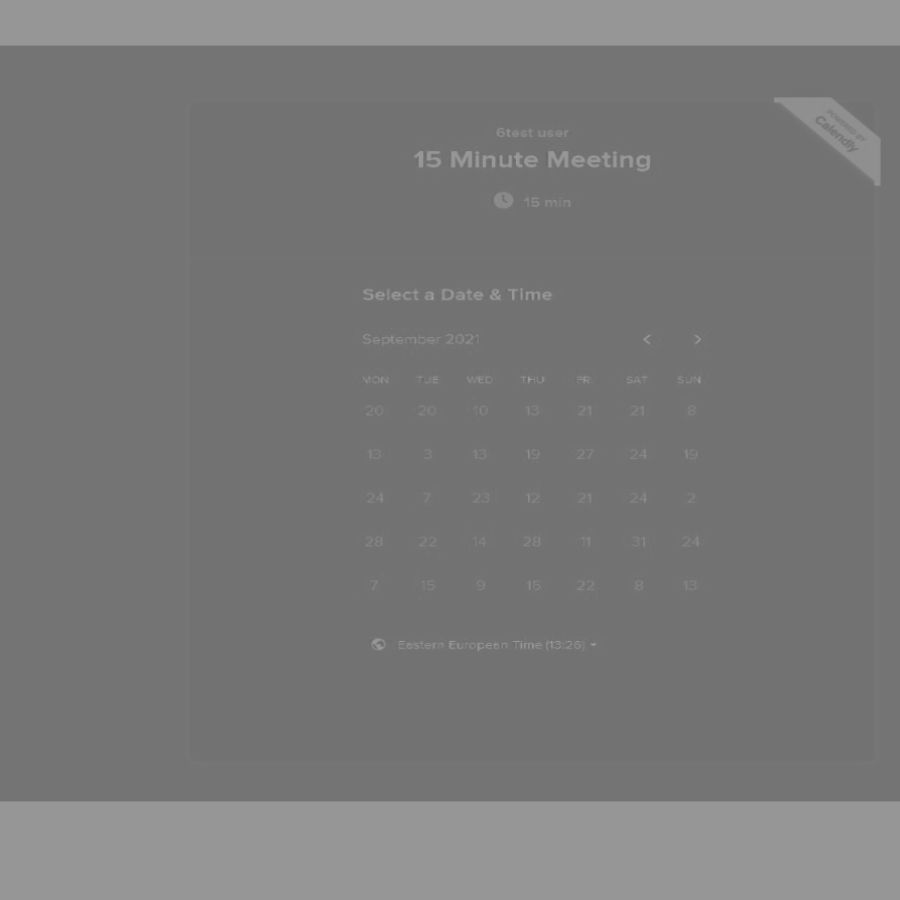 6test user
15 Minute Meeting
15 min
POWERED BY
Calendly
Select a Date & Time
September 2021
MON TUE WED THU FRI SAT SUN
20 20 10 13 21 21 8
13 3 13 19 27 24 19
24 7 23 12 21 24 2
28 22 14 28 11 31 24
7 15 9 15 22 8 13
Eastern European Time (13:26)